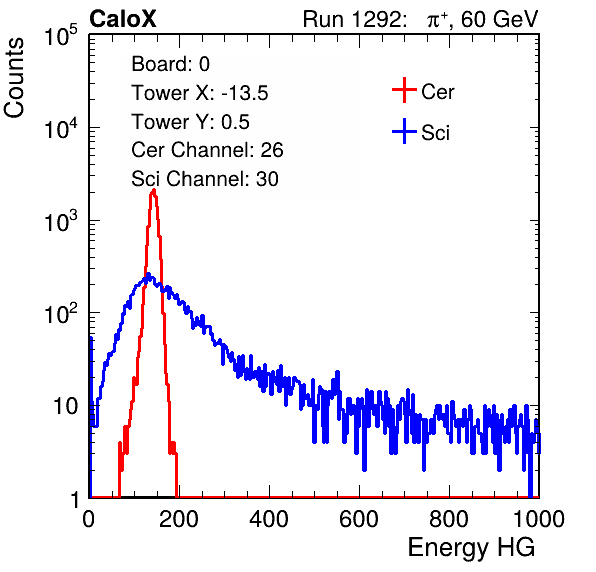 CaloX Run 1292: π⁺, 60 GeV
Board: 0
Tower X: -13.5
Tower Y: 0.5
Cer Channel: 26
Sci Channel: 30
Cer
Sci
Counts
10⁵
10⁴
10³
10²
10
1
0 200 400 600 800 1000
Energy HG